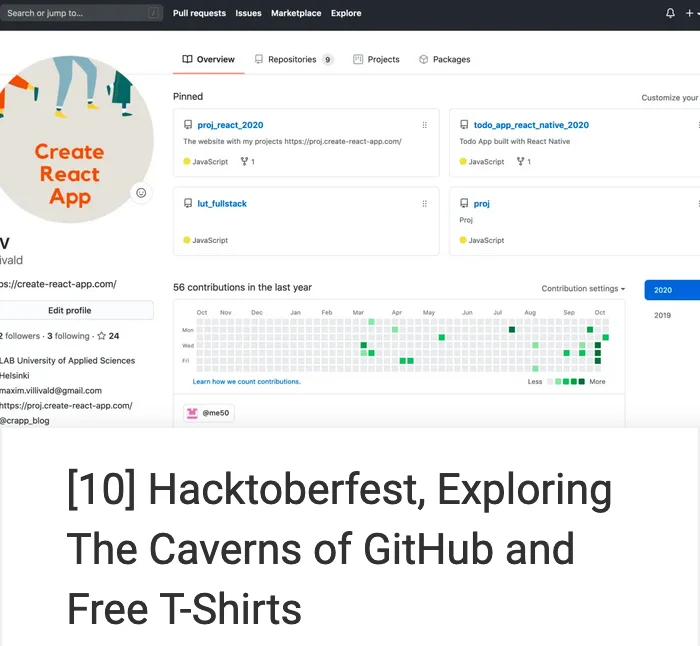 Search or jump to... /
Pull requests Issues Marketplace Explore
Overview Repositories 9 Projects Packages
Create
React
App
Pinned
Customize your
proj_react_2020
The website with my projects https://proj.create-react-app.com/
JavaScript 1
todo_app_react_native_2020
Todo App built with React Native
JavaScript 1
lut_fullstack
JavaScript
proj
Proj
JavaScript
V
ivald
ps://create-react-app.com/
Edit profile
2 followers · 3 following · 24
LAB University of Applied Sciences
Helsinki
maxim.villivald@gmail.com
https://proj.create-react-app.com/
@crapp_blog
56 contributions in the last year
Contribution settings
2020
2019
Oct Nov Dec Jan Feb Mar Apr May Jun Jul Aug Sep Oct
Mon
Wed
Fri
Learn how we count contributions.
Less More
@me50
[10] Hacktoberfest, Exploring
The Caverns of GitHub and
Free T-Shirts